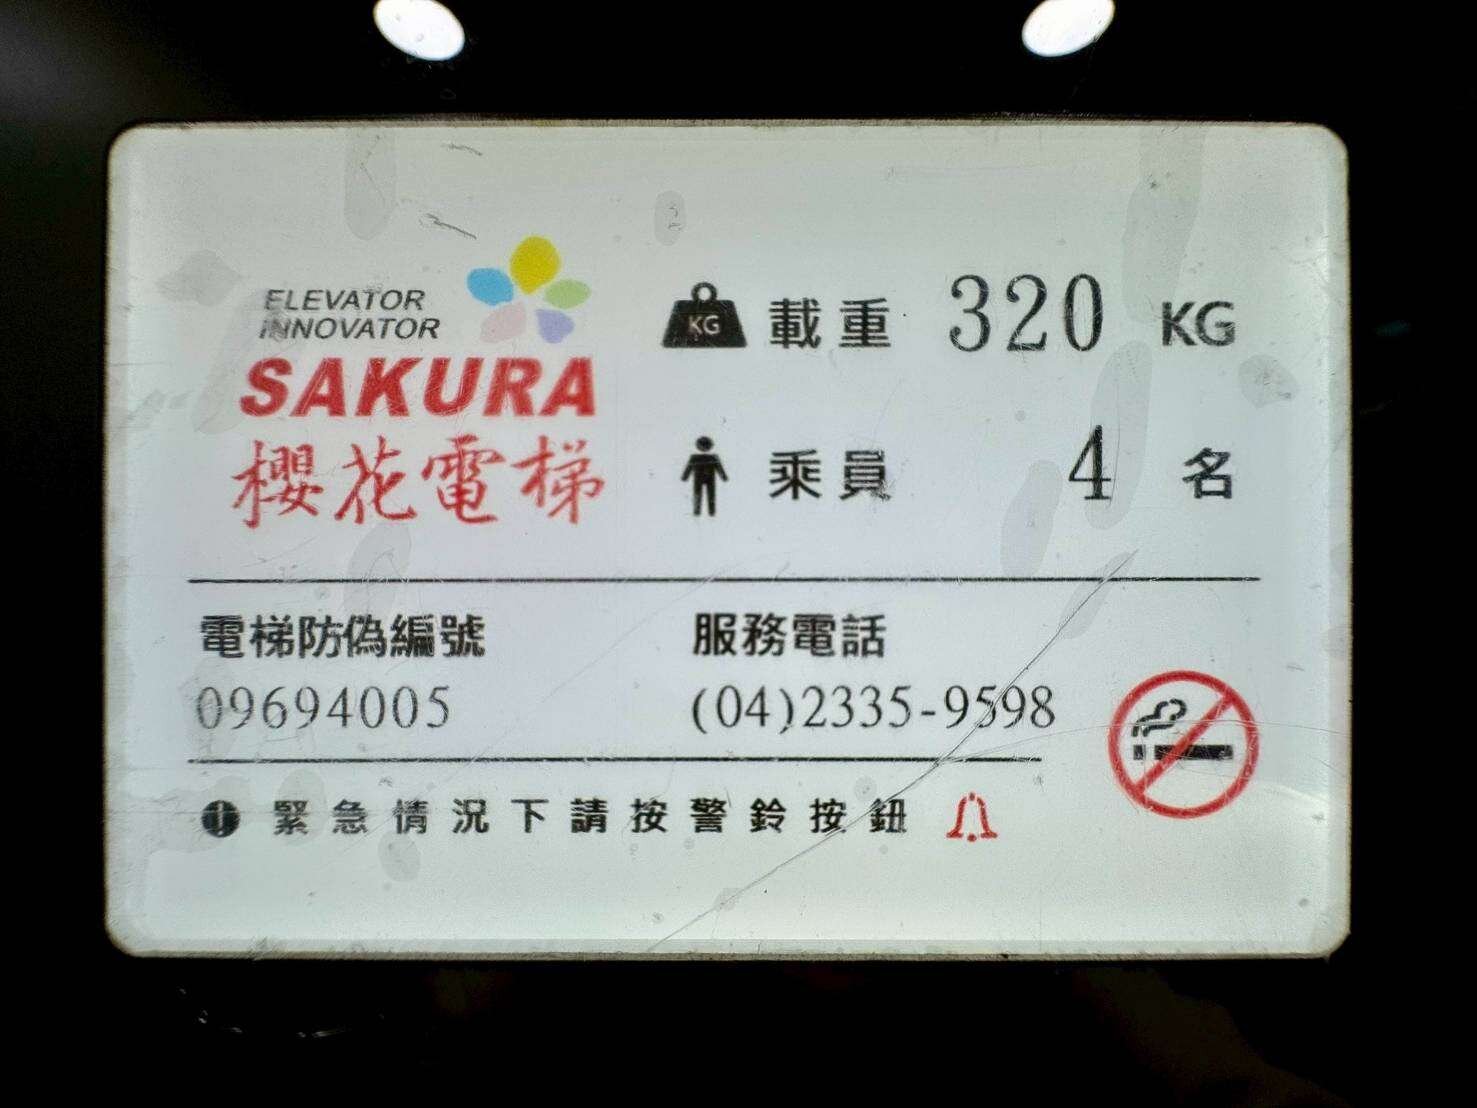 ELEVATOR
INNOVATOR
SAKURA
櫻花電梯
KG 載重 320 KG
乘員 4 名
電梯防偽編號
09694005
服務電話
(04)2335-9598
緊急情況下請按警鈴按鈕